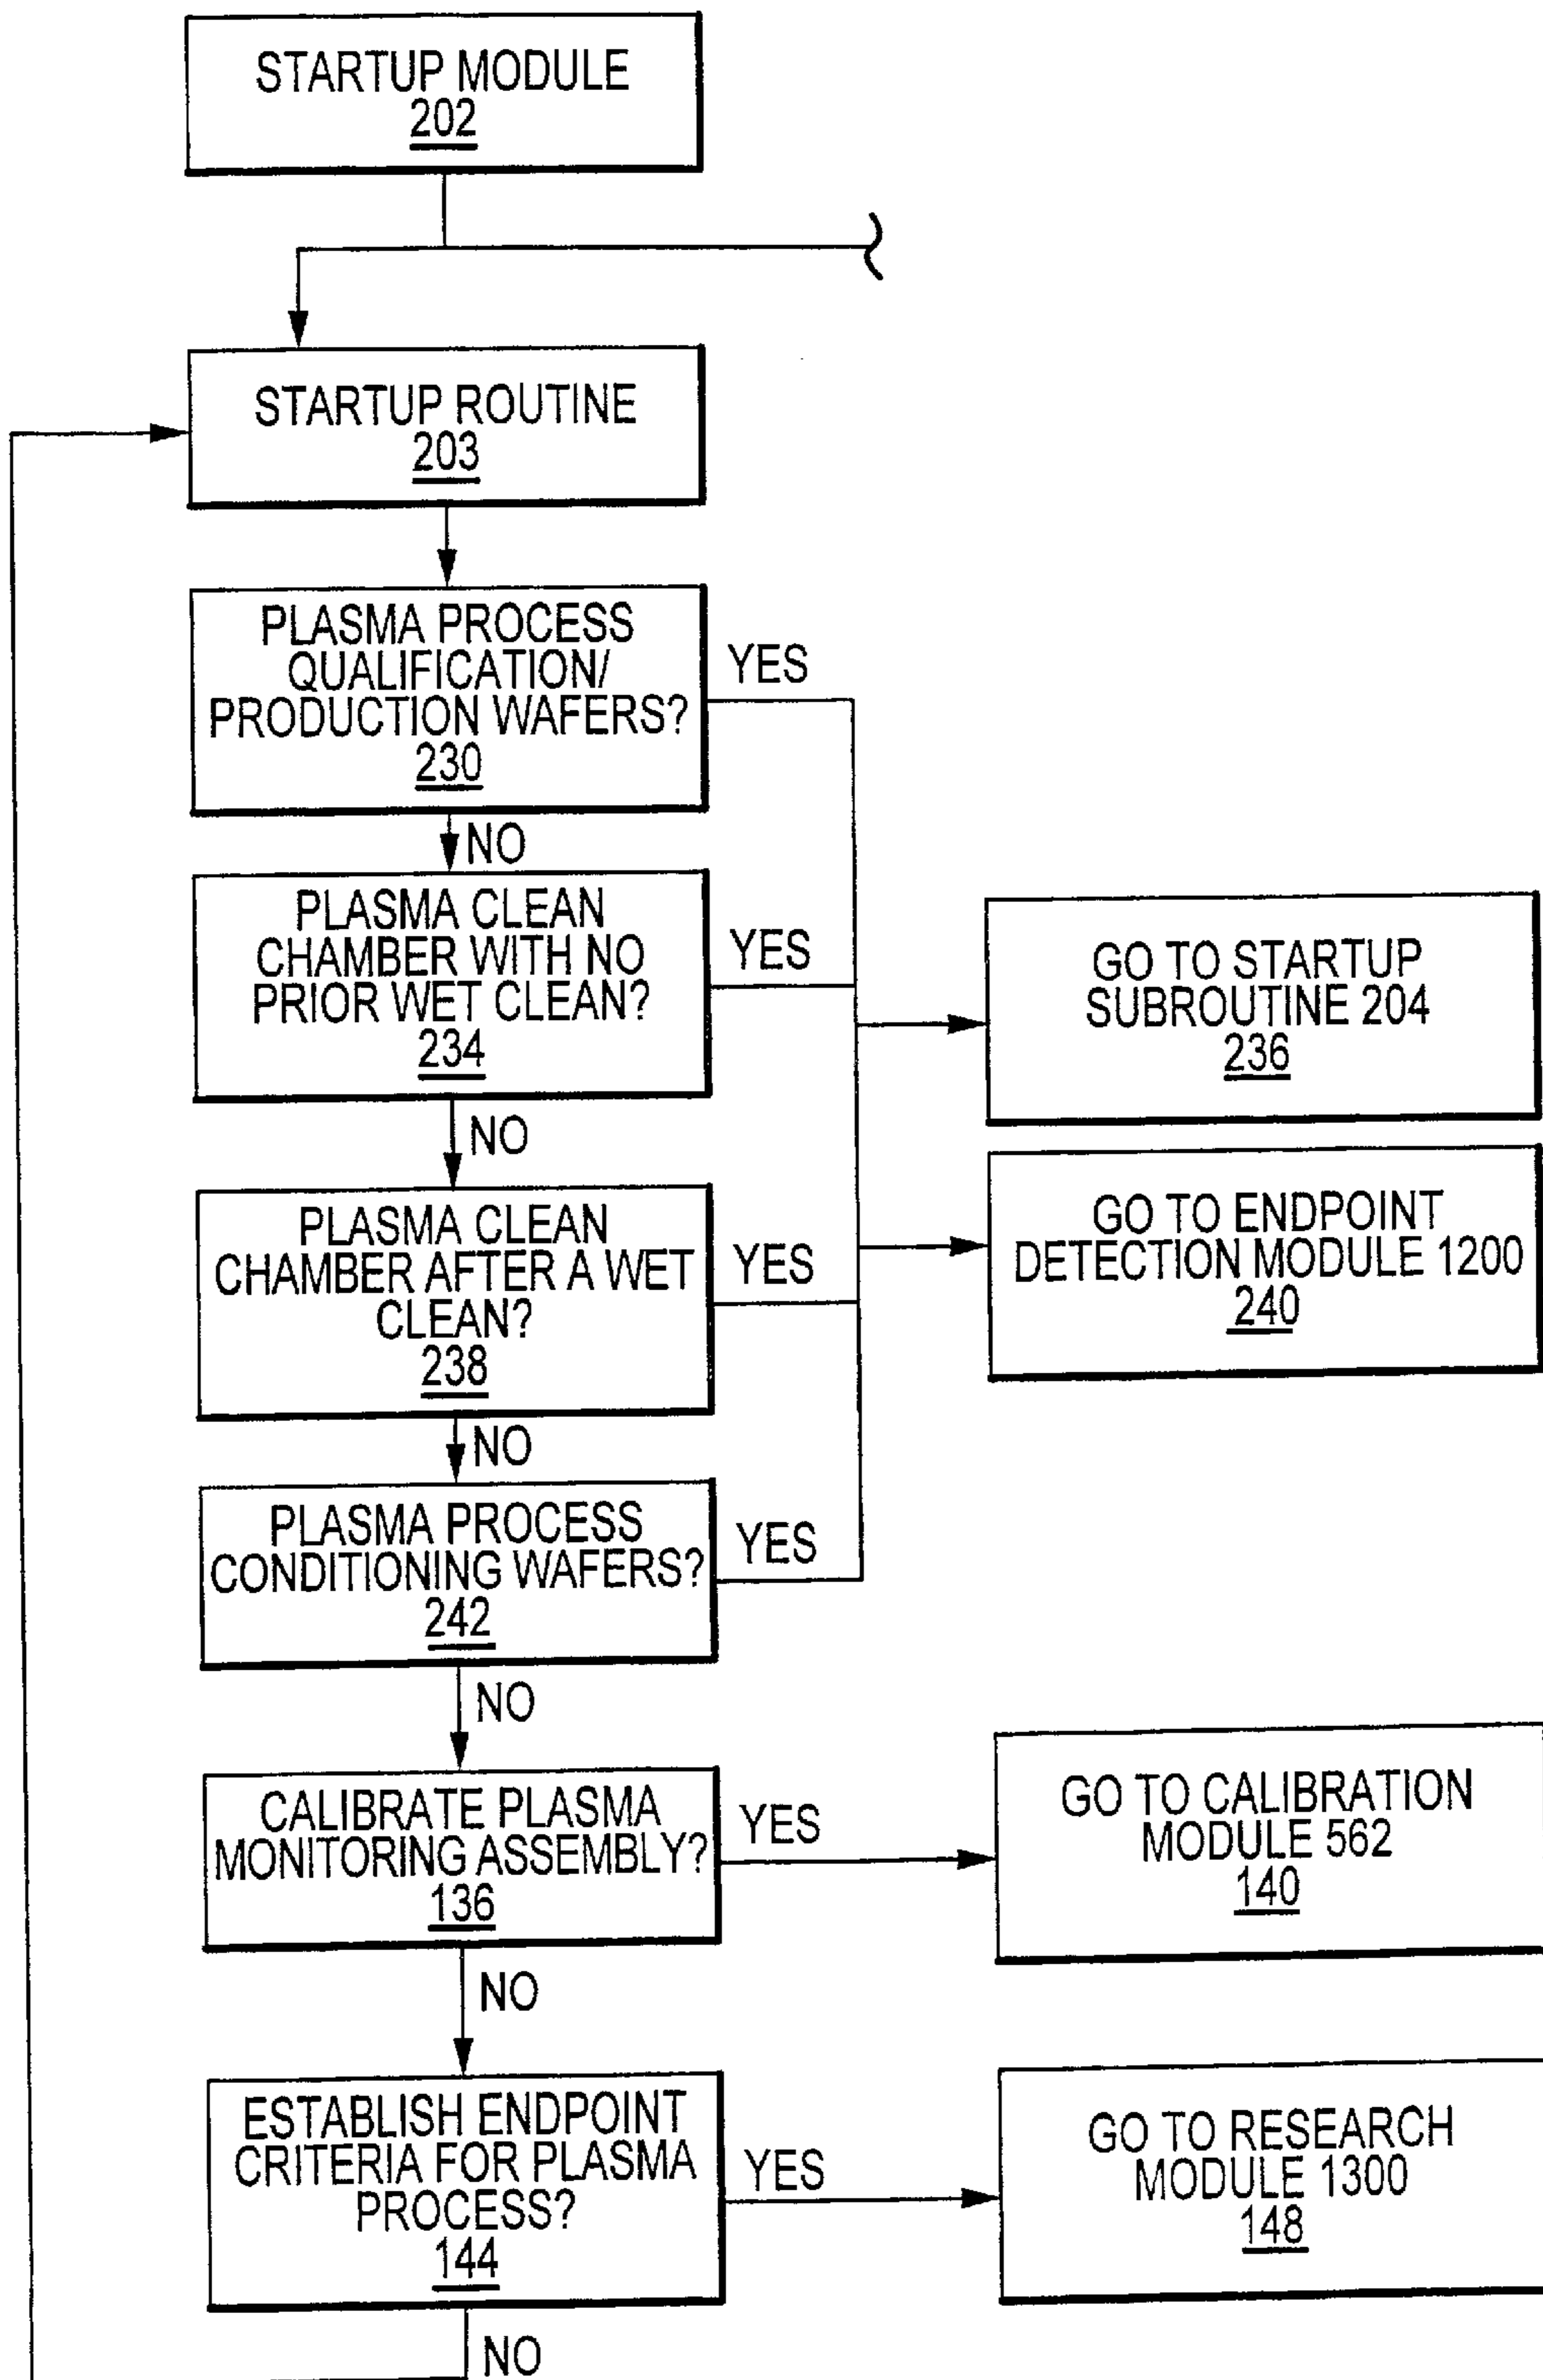 STARTUP MODULE
202
STARTUP ROUTINE
203
PLASMA PROCESS
QUALIFICATION/
PRODUCTION WAFERS?
230
YES
NO
PLASMA CLEAN
CHAMBER WITH NO
PRIOR WET CLEAN?
234
YES
GO TO STARTUP
SUBROUTINE 204
236
NO
PLASMA CLEAN
CHAMBER AFTER A WET
CLEAN?
238
YES
GO TO ENDPOINT
DETECTION MODULE 1200
240
NO
PLASMA PROCESS
CONDITIONING WAFERS?
242
YES
NO
CALIBRATE PLASMA
MONITORING ASSEMBLY?
136
YES
GO TO CALIBRATION
MODULE 562
140
NO
ESTABLISH ENDPOINT
CRITERIA FOR PLASMA
PROCESS?
144
YES
GO TO RESEARCH
MODULE 1300
148
NO